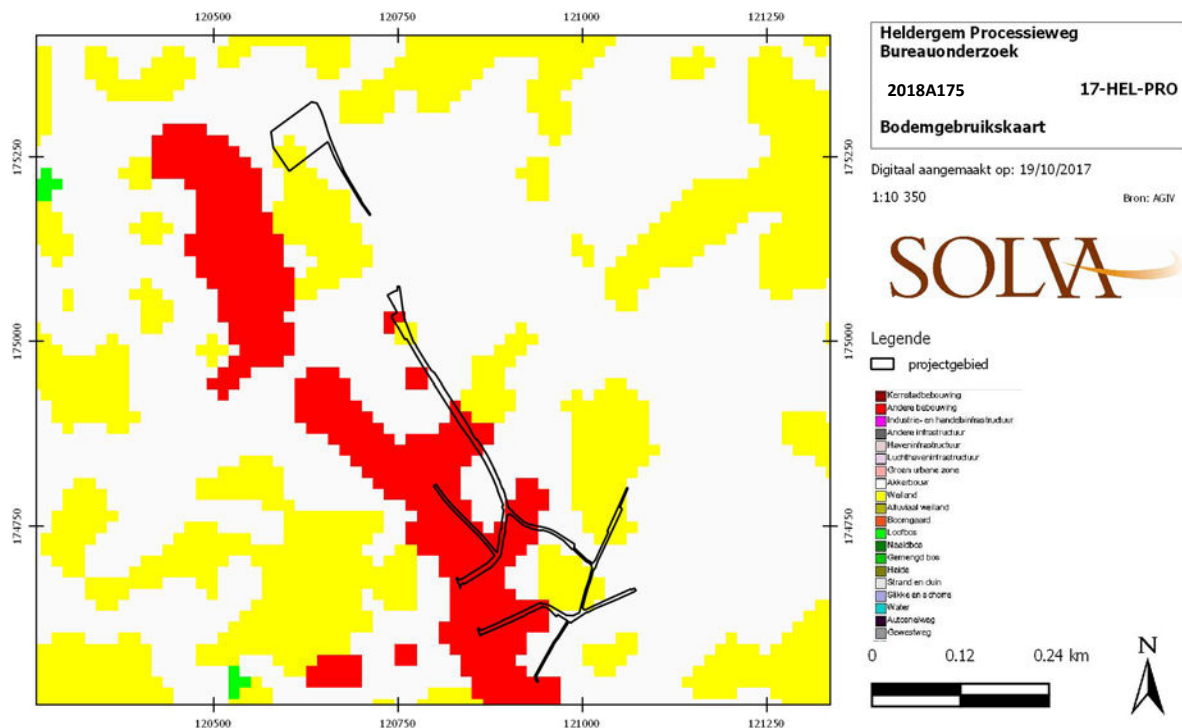 120500 120750 121000 121250
175250
175000
174750
120500 120750 121000 121250
175250
175000
174750
Heldergem Processieweg
Bureauonderzoek
2018A175 17-HEL-PRO
Bodemgebruikskaart
Digitaal aangemaakt op: 19/10/2017
1:10 350 Bron: AGIV
SOLVA
Legende
projectgebied
Kernstadbebouwing
Andere bebouwing
Industrie- en handelsinfrastructuur
Andere infrastructuur
Haveninfrastructuur
Luchthaveninfrastructuur
Groen urbene zone
Akkerbouw
Weiland
Alluviaal weiland
Boomgaard
Loofbos
Naaldbos
Gemengd bos
Heide
Strand en duin
Slikke en schorre
Water
Autosnelweg
Gewestweg
N
0 0.12 0.24 km